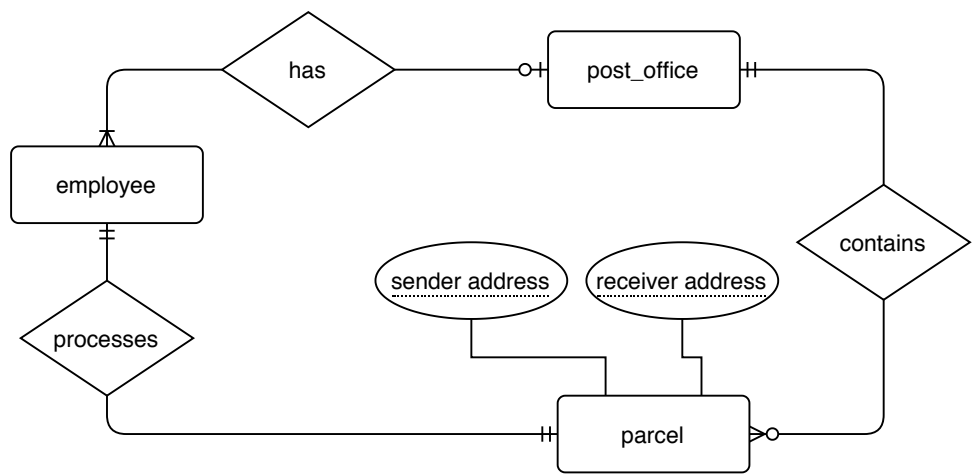 has
post_office
employee
contains
sender address
receiver address
processes
parcel